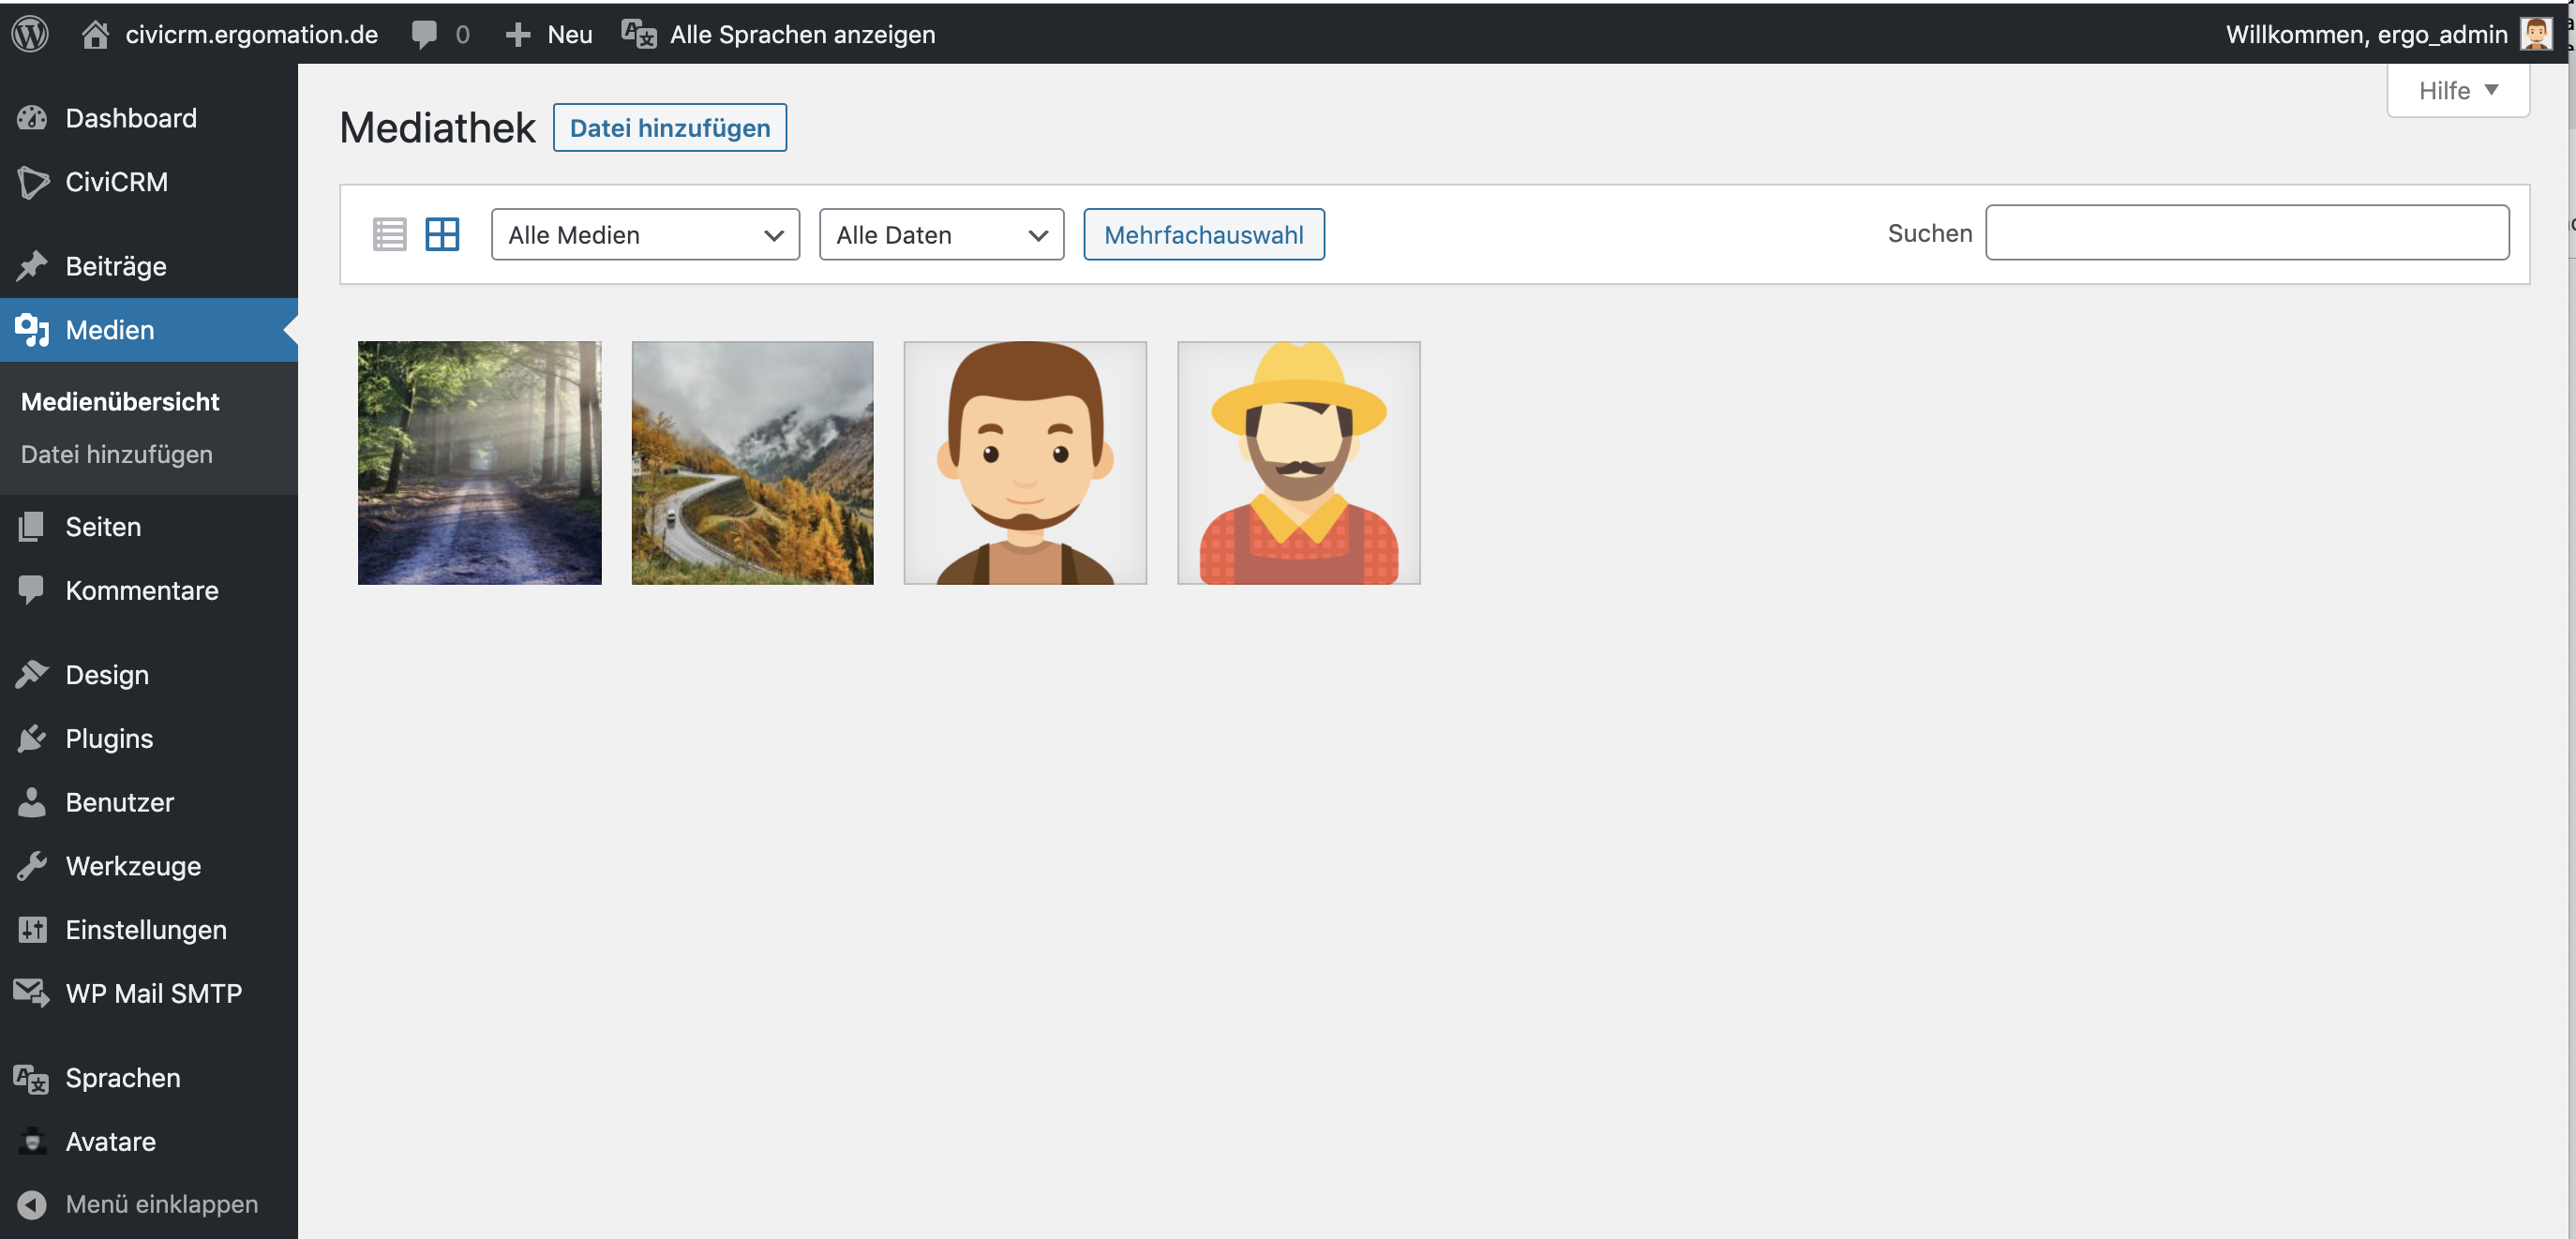 civicrm.ergomation.de 0 Neu Alle Sprachen anzeigen Willkommen, ergo_admin
Hilfe
Dashboard
CiviCRM
Beiträge
Medien
Medienübersicht
Datei hinzufügen
Seiten
Kommentare
Design
Plugins
Benutzer
Werkzeuge
Einstellungen
WP Mail SMTP
Sprachen
Avatare
Menü einklappen
Mediathek Datei hinzufügen
Alle Medien Alle Daten Mehrfachauswahl Suchen